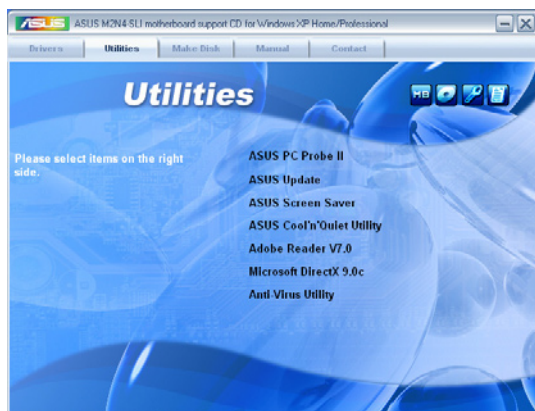 ASUS ASUS M2N4-SLI motherboard support CD for Windows XP Home/Professional
Drivers Utilities Make Disk Manual Contact
Utilities
MB
Please select items on the right
side.
ASUS PC Probe II
ASUS Update
ASUS Screen Saver
ASUS Cool'n'Quiet Utility
Adobe Reader V7.0
Microsoft DirectX 9.0c
Anti-Virus Utility